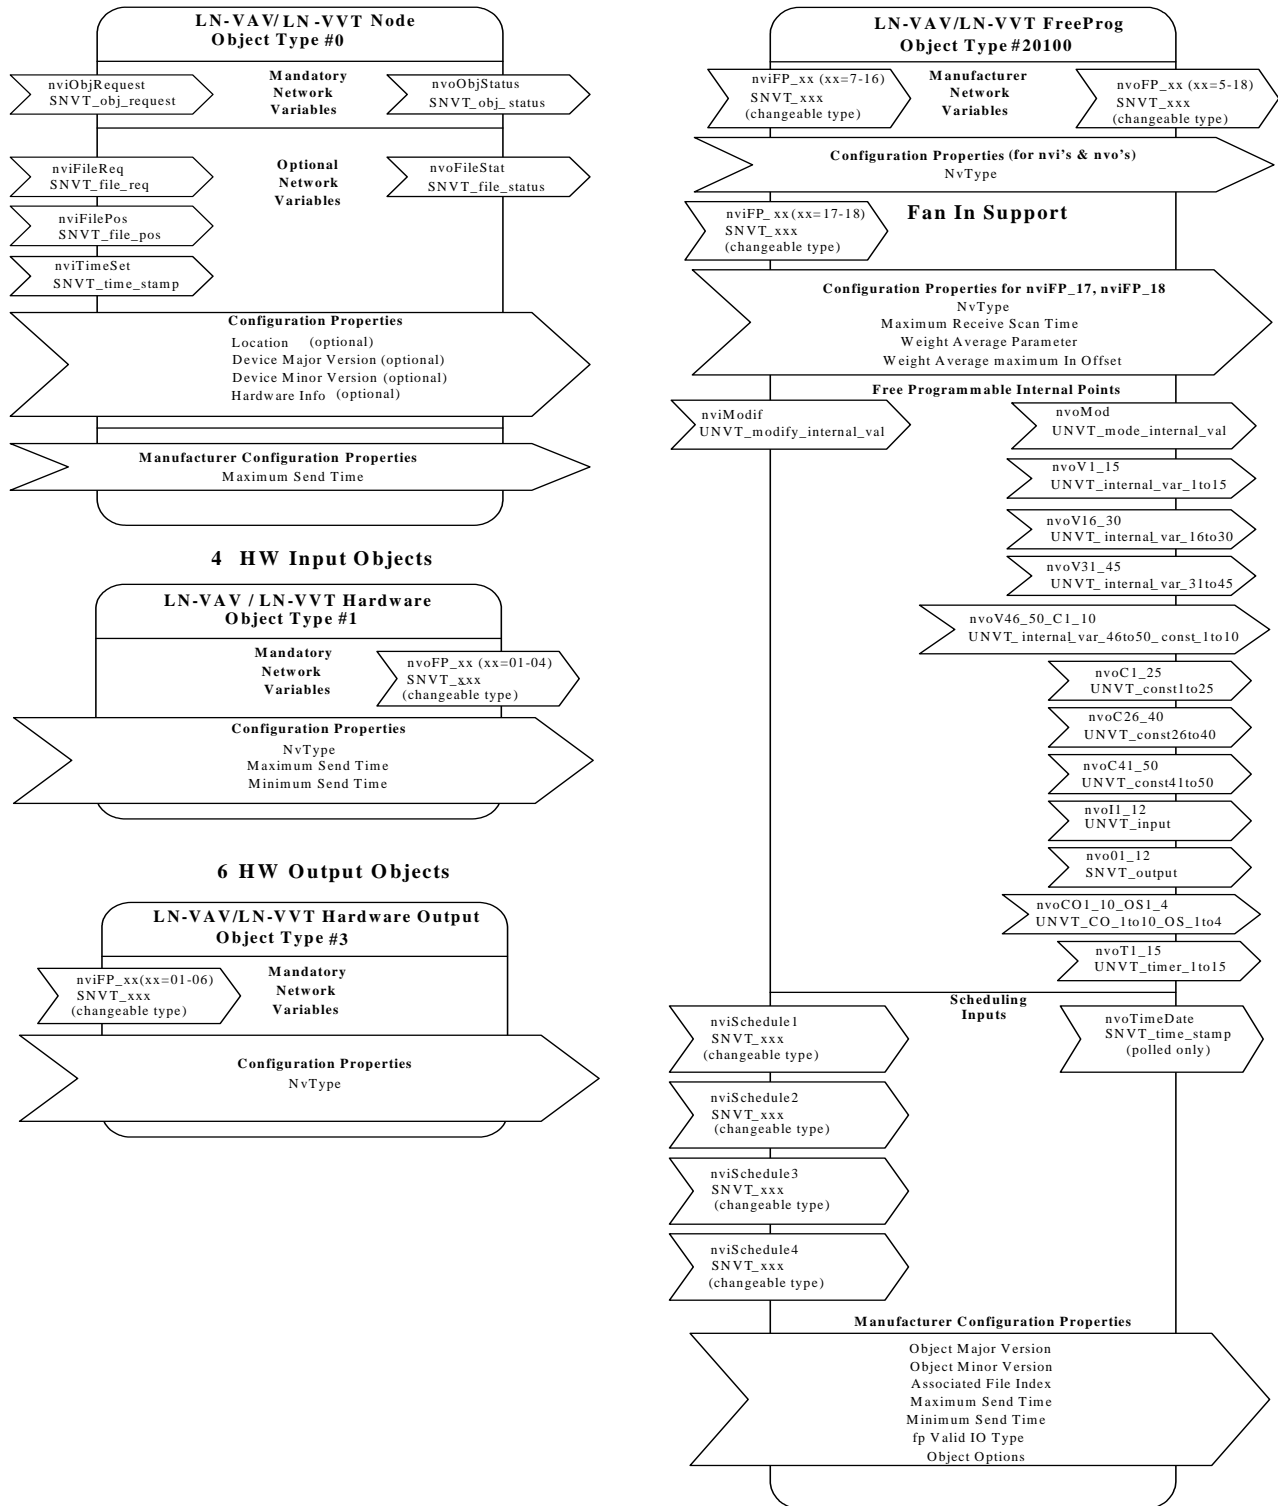 LN-VAV/LN-VVT Node
Object Type #0
nviObjRequest
SNVT_obj_request
Mandatory
Network
Variables
nvoObjStatus
SNVT_obj_status
nviFileReq
SNVT_file_req
Optional
Network
Variables
nvoFileStat
SNVT_file_status
nviFilePos
SNVT_file_pos
nviTimeSet
SNVT_time_stamp
Configuration Properties
Location (optional)
Device Major Version (optional)
Device Minor Version (optional)
Hardware Info (optional)
Manufacturer Configuration Properties
Maximum Send Time
4 HW Input Objects
LN-VAV / LN-VVT Hardware
Object Type #1
Mandatory
Network
Variables
nvoFP_xx (xx=01-04)
SNVT_xxx
(changeable type)
Configuration Properties
NvType
Maximum Send Time
Minimum Send Time
6 HW Output Objects
LN-VAV/LN-VVT Hardware Output
Object Type #3
nviFP_xx(xx=01-06)
SNVT_xxx
(changeable type)
Mandatory
Network
Variables
Configuration Properties
NvType
LN-VAV/LN-VVT FreeProg
Object Type #20100
nviFP_xx (xx=7-16)
SNVT_xxx
(changeable type)
Manufacturer
Network
Variables
nvoFP_xx (xx=5-18)
SNVT_xxx
(changeable type)
Configuration Properties (for nvi's & nvo's)
NvType
nviFP_xx(xx=17-18)
SNVT_xxx
(changeable type)
Fan In Support
Configuration Properties for nviFP_17, nviFP_18
NvType
Maximum Receive Scan Time
Weight Average Parameter
Weight Average maximum In Offset
Free Programmable Internal Points
nviModif
UNVT_modify_internal_val
nvoMod
UNVT_mode_internal_val
nvoV1_15
UNVT_internal_var_1to15
nvoV16_30
UNVT_internal_var_16to30
nvoV31_45
UNVT_internal_var_31to45
nvoV46_50_C1_10
UNVT_internal_var_46to50_const_1to10
nvoC1_25
UNVT_const1to25
nvoC26_40
UNVT_const26to40
nvoC41_50
UNVT_const41to50
nvoI1_12
UNVT_input
nvo01_12
SNVT_output
nvoCO1_10_OS1_4
UNVT_CO_1to10_OS_1to4
nvoT1_15
UNVT_timer_1to15
Scheduling
Inputs
nviSchedule1
SNVT_xxx
(changeable type)
nvoTimeDate
SNVT_time_stamp
(polled only)
nviSchedule2
SNVT_xxx
(changeable type)
nviSchedule3
SNVT_xxx
(changeable type)
nviSchedule4
SNVT_xxx
(changeable type)
Manufacturer Configuration Properties
Object Major Version
Object Minor Version
Associated File Index
Maximum Send Time
Minimum Send Time
fp Valid IO Type
Object Options